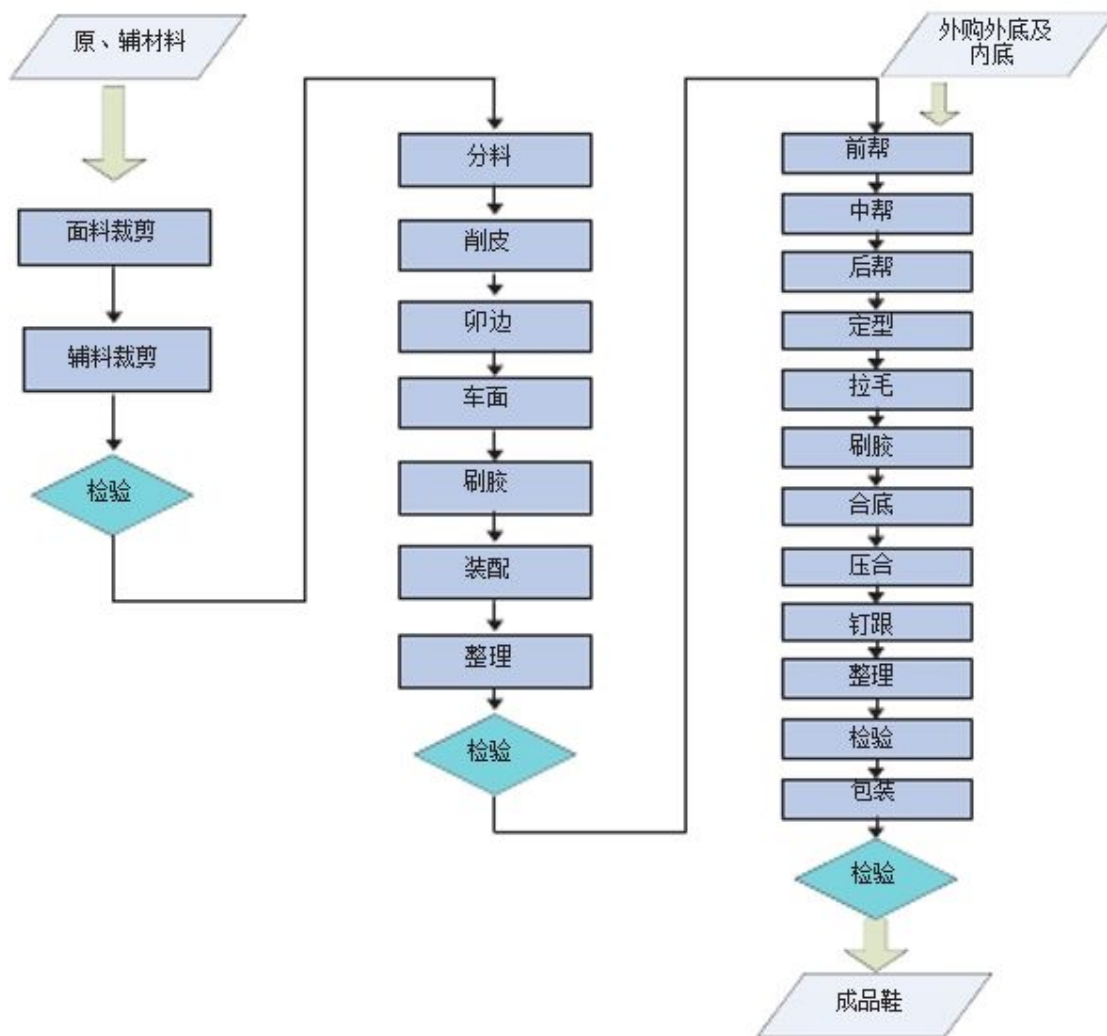 原、辅材料
面料裁剪
辅料裁剪
检验
分料
削皮
卯边
车面
刷胶
装配
整理
检验
外购外底及
内底
前帮
中帮
后帮
定型
拉毛
刷胶
合底
压合
钉跟
整理
检验
包装
检验
成品鞋